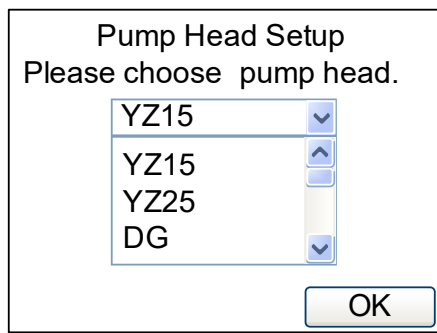 Pump Head Setup
Please choose pump head.
YZ15
YZ15
YZ25
DG
OK